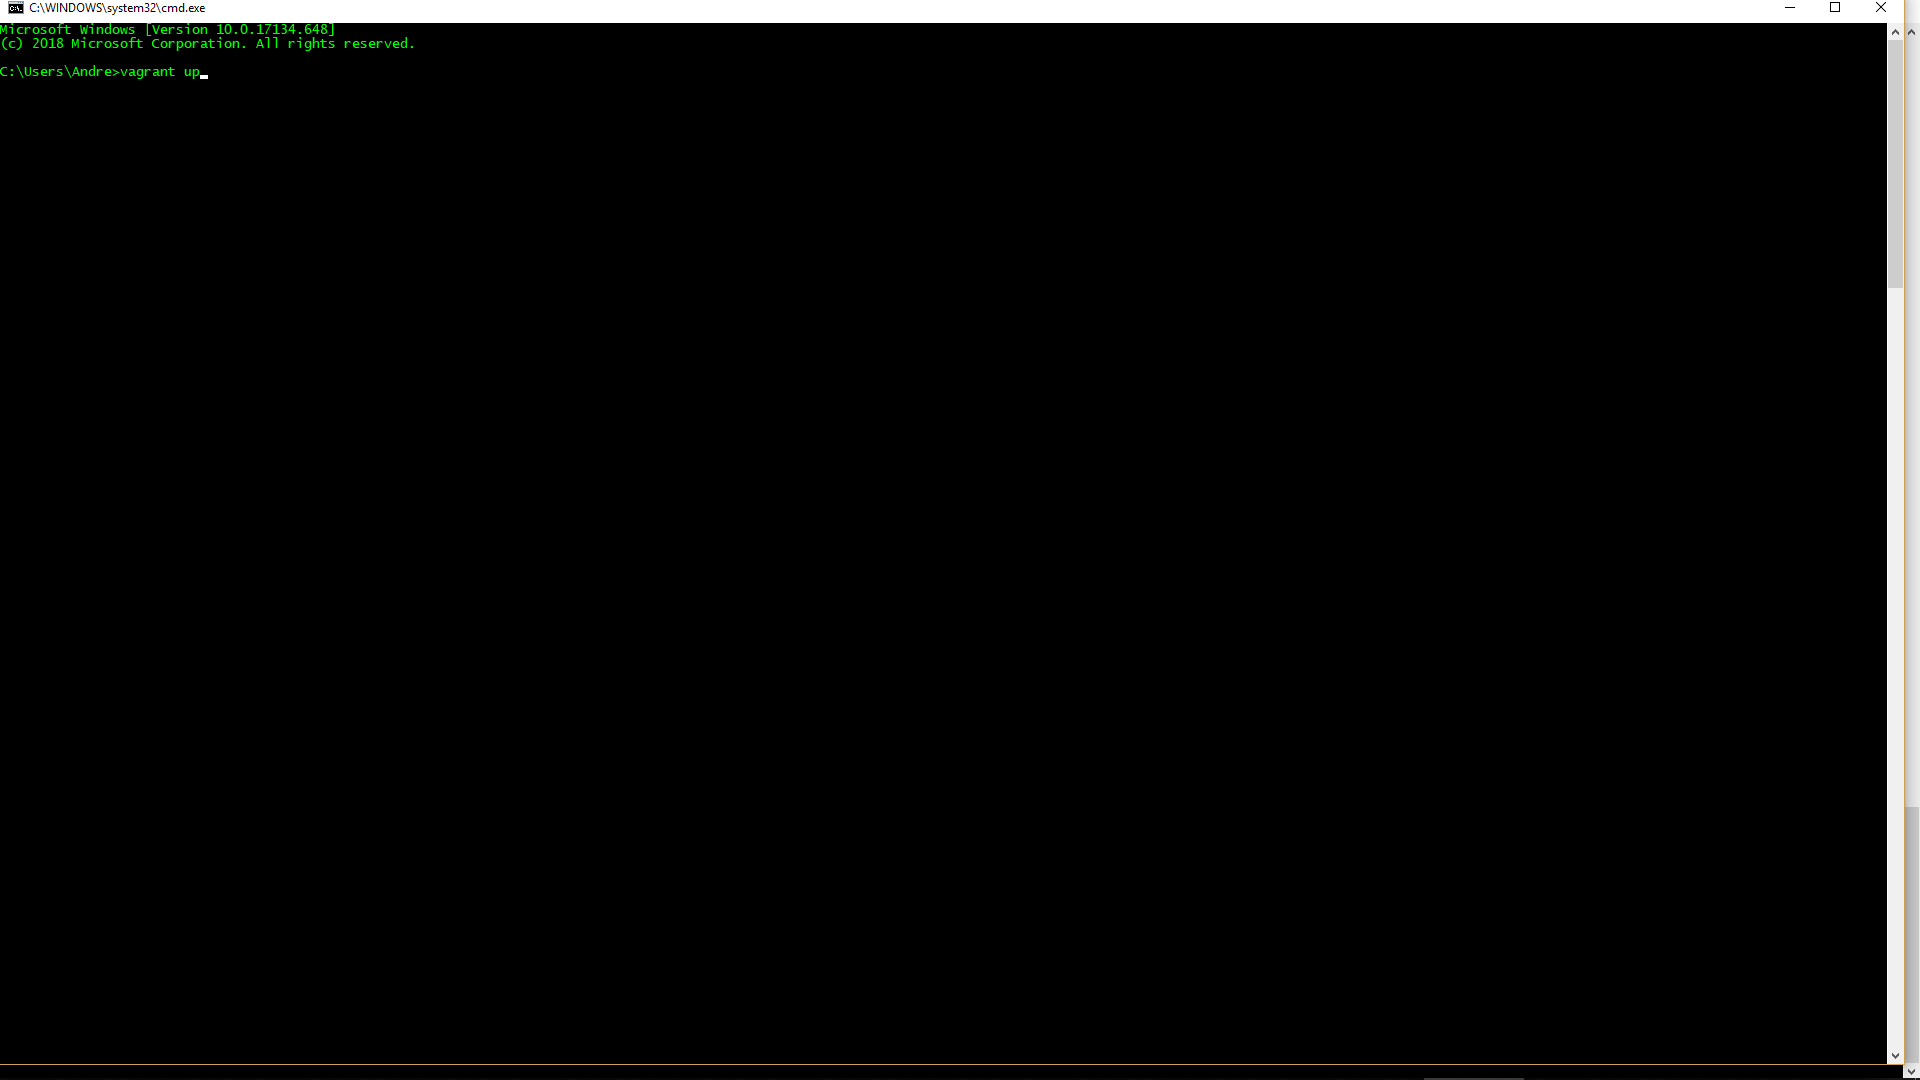 C:\WINDOWS\system32\cmd.exe
Microsoft Windows [Version 10.0.17134.648]
(c) 2018 Microsoft Corporation. All rights reserved.
C:\Users\Andre>vagrant up